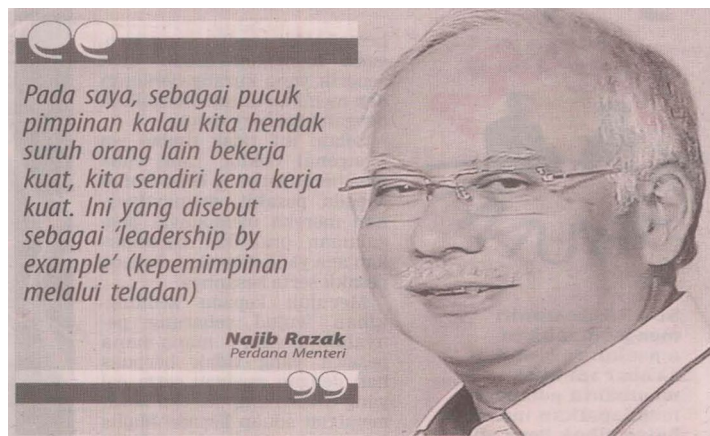 Pada saya, sebagai pucuk
pimpinan kalau kita hendak
suruh orang lain bekerja
kuat, kita sendiri kena kerja
kuat. Ini yang disebut
sebagai ‘leadership by
example’ (kepemimpinan
melalui teladan)
Najib Razak
Perdana Menteri